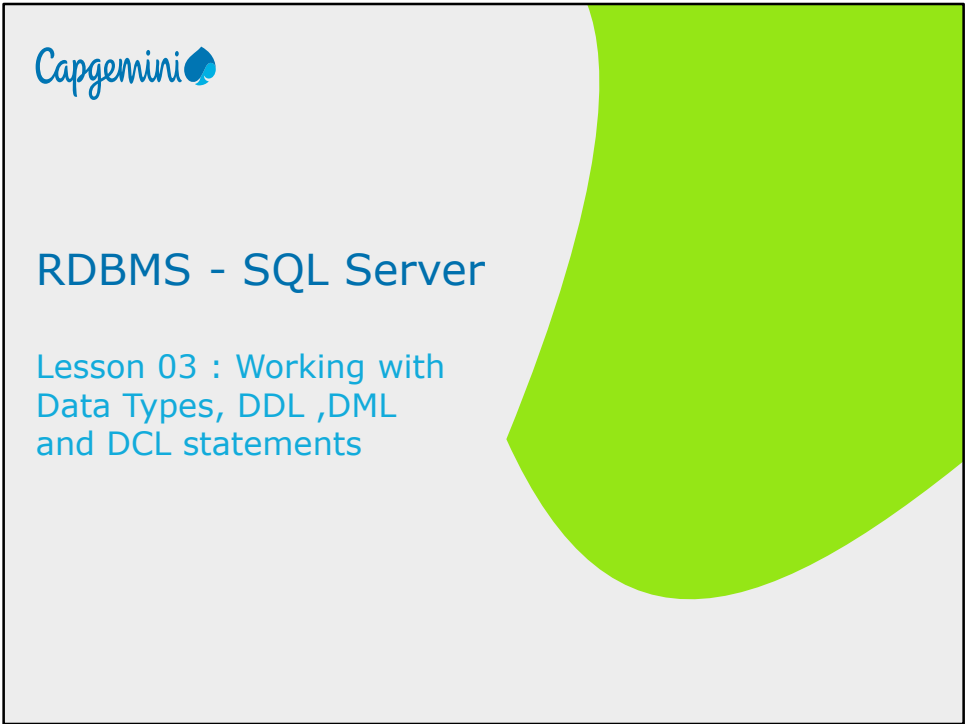 Capgemini
RDBMS - SQL Server
Lesson 03 : Working with
Data Types, DDL ,DML
and DCL statements